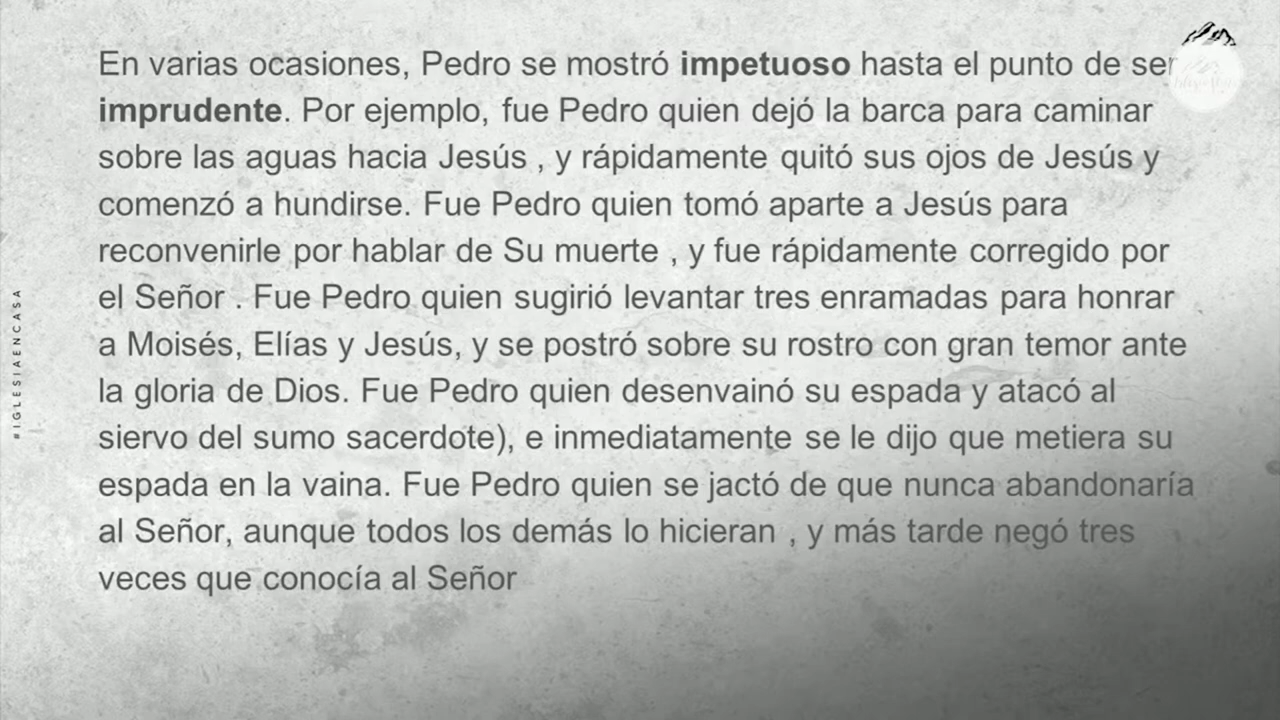 En varias ocasiones, Pedro se mostró impetuoso hasta el punto de ser
imprudente. Por ejemplo, fue Pedro quien dejó la barca para caminar
sobre las aguas hacia Jesús , y rápidamente quitó sus ojos de Jesús y
comenzó a hundirse. Fue Pedro quien tomó aparte a Jesús para
reconvenirle por hablar de Su muerte , y fue rápidamente corregido por
el Señor . Fue Pedro quien sugirió levantar tres enramadas para honrar
a Moisés, Elías y Jesús, y se postró sobre su rostro con gran temor ante
la gloria de Dios. Fue Pedro quien desenvainó su espada y atacó al
siervo del sumo sacerdote), e inmediatamente se le dijo que metiera su
espada en la vaina. Fue Pedro quien se jactó de que nunca abandonaría
al Señor, aunque todos los demás lo hicieran , y más tarde negó tres
veces que conocía al Señor
#IGLESIAENCASA